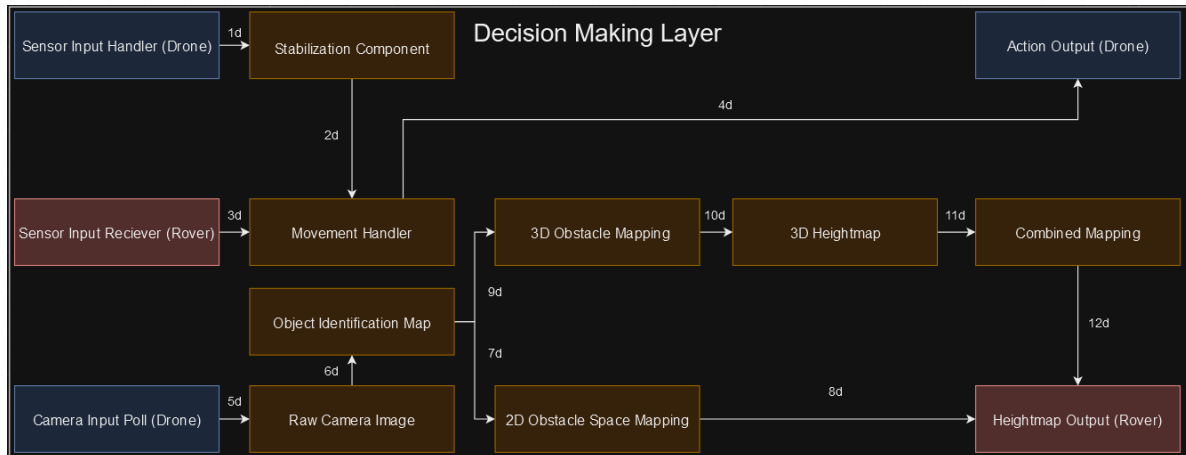 Decision Making Layer
Sensor Input Handler (Drone)
1d
Stabilization Component
Action Output (Drone)
2d
4d
Sensor Input Reciever (Rover)
3d
Movement Handler
3D Obstacle Mapping
10d
3D Heightmap
11d
Combined Mapping
9d
Object Identification Map
12d
7d
6d
Camera Input Poll (Drone)
5d
Raw Camera Image
2D Obstacle Space Mapping
8d
Heightmap Output (Rover)